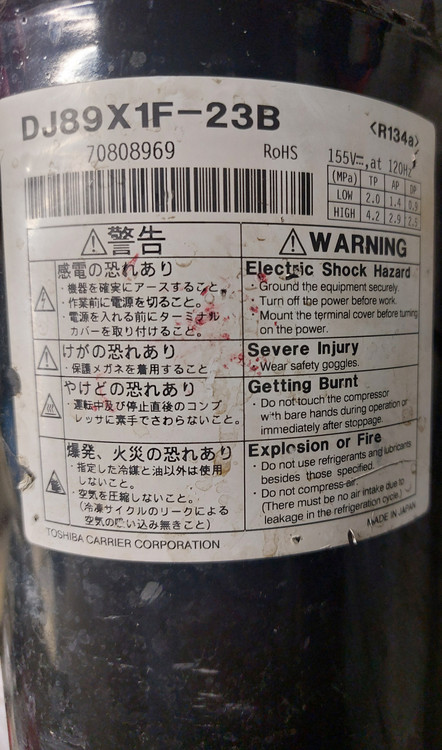 DJ89X1F-23B
<R134a>
70808969
RoHS
155V⎓,at 120Hz
(MPa) TP AP DP
LOW 2.0 1.4 0.9
HIGH 4.2 2.9 2.9
⚠警告
感電の恐れあり
・機器を確実にアースすること。
・作業前に電源を切ること。
・電源を入れる前にターミナル
カバーを取り付けること。
けがの恐れあり
・保護メガネを着用すること
やけどの恐れあり
・運転中及び停止直後のコンプ
レッサに素手でさわらないこと。
爆発、火災の恐れあり
・指定した冷媒と油以外は使用
しないこと。
・空気を圧縮しないこと。
(冷凍サイクルのリークによる
空気の吸い込み無きこと)
⚠WARNING
Electric Shock Hazard
・Ground the equipment securely.
・Turn off the power before work.
・Mount the terminal cover before turning
on the power.
Severe Injury
・Wear safety goggles.
Getting Burnt
・Do not touch the compressor
with bare hands during operation or
immediately after stoppage.
Explosion or Fire
・Do not use refrigerants and lubricants
besides those specified.
・Do not compress air.
(There must be no air intake due to
leakage in the refrigeration cycle.)
TOSHIBA CARRIER CORPORATION
MADE IN JAPAN